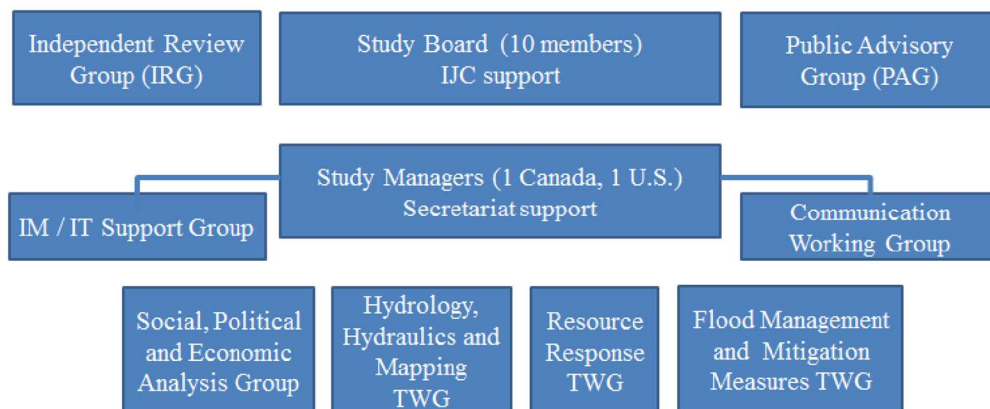 Independent Review
Group (IRG)
Study Board (10 members)
IJC support
Public Advisory
Group (PAG)
Study Managers (1 Canada, 1 U.S.)
Secretariat support
IM / IT Support Group
Communication
Working Group
Social, Political
and Economic
Analysis Group
Hydrology,
Hydraulics and
Mapping
TWG
Resource
Response
TWG
Flood Management
and Mitigation
Measures TWG